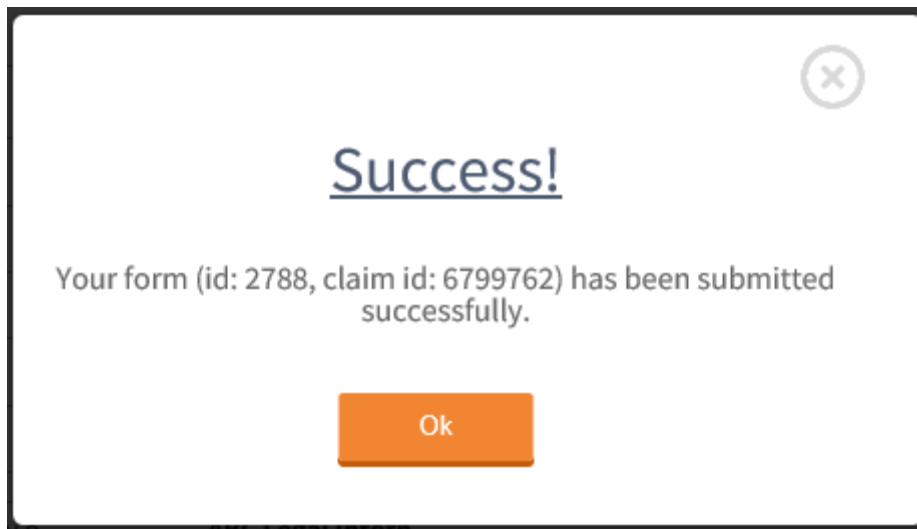 Success!
Your form (id: 2788, claim id: 6799762) has been submitted
successfully.
Ok